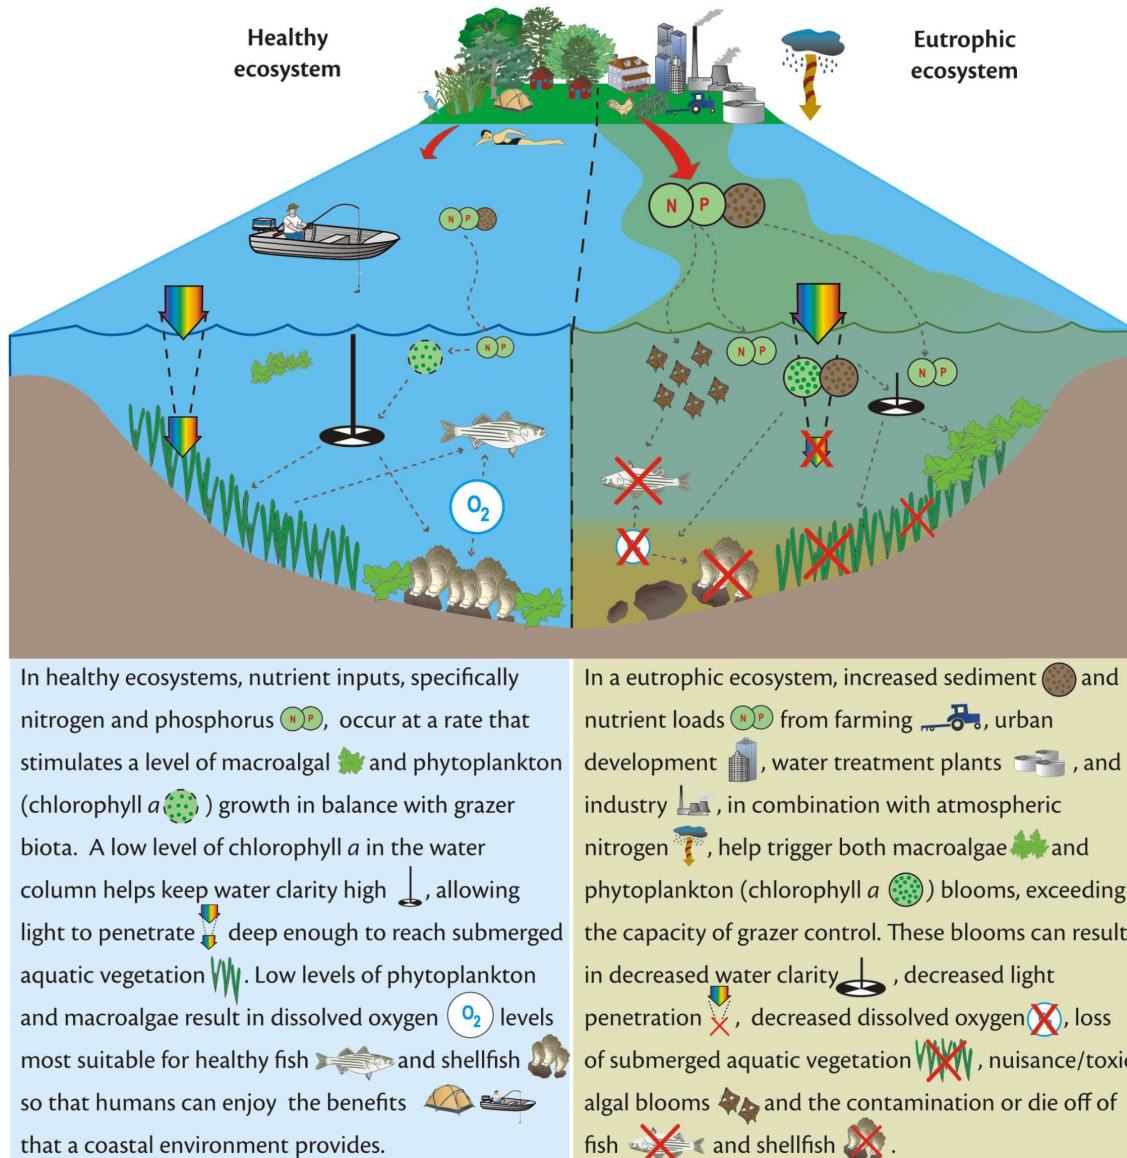 Healthy
ecosystem
Eutrophic
ecosystem
N P
N P
N P
N P
N P
O2
In healthy ecosystems, nutrient inputs, specifically
nitrogen and phosphorus N P, occur at a rate that
stimulates a level of macroalgal and phytoplankton
(chlorophyll a ) growth in balance with grazer
biota. A low level of chlorophyll a in the water
column helps keep water clarity high , allowing
light to penetrate deep enough to reach submerged
aquatic vegetation . Low levels of phytoplankton
and macroalgae result in dissolved oxygen O2 levels
most suitable for healthy fish and shellfish
so that humans can enjoy the benefits
that a coastal environment provides.
In a eutrophic ecosystem, increased sediment and
nutrient loads N P from farming , urban
development , water treatment plants , and
industry , in combination with atmospheric
nitrogen , help trigger both macroalgae and
phytoplankton (chlorophyll a ) blooms, exceeding
the capacity of grazer control. These blooms can result
in decreased water clarity , decreased light
penetration , decreased dissolved oxygen , loss
of submerged aquatic vegetation , nuisance/toxic
algal blooms and the contamination or die off of
fish and shellfish .